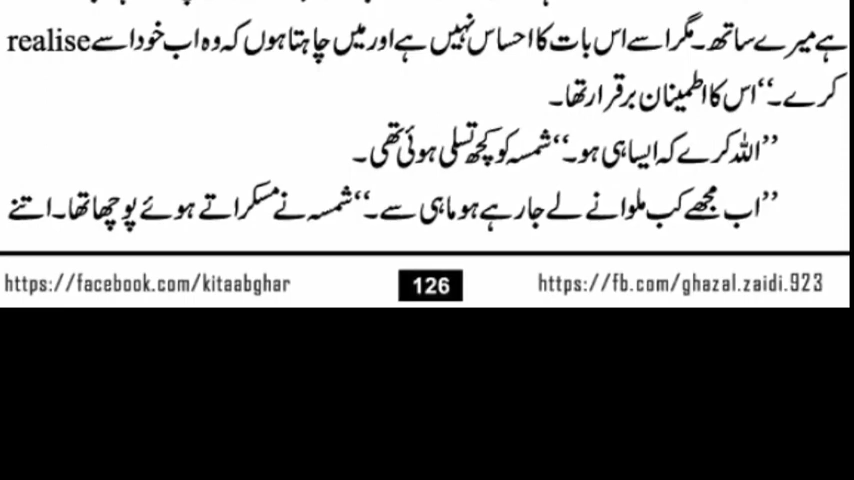 ہے میرے ساتھ۔ مگر اسے اس بات کا احساس نہیں ہے اور میں چاہتا ہوں کہ وہ اب خود اسے realise
کرے۔‘‘ اس کا اطمینان برقرار تھا۔
’’اللہ کرے کہ ایسا ہی ہو۔‘‘ شمسہ کو کچھ تسلی ہوئی تھی۔
’’اب مجھے کب ملوانے لے جا رہے ہو ماہی سے۔‘‘ شمسہ نے مسکراتے ہوئے پوچھا تھا۔ اتنے
https://facebook.com/kitaabghar 126 https://fb.com/ghazal.zaidi.923